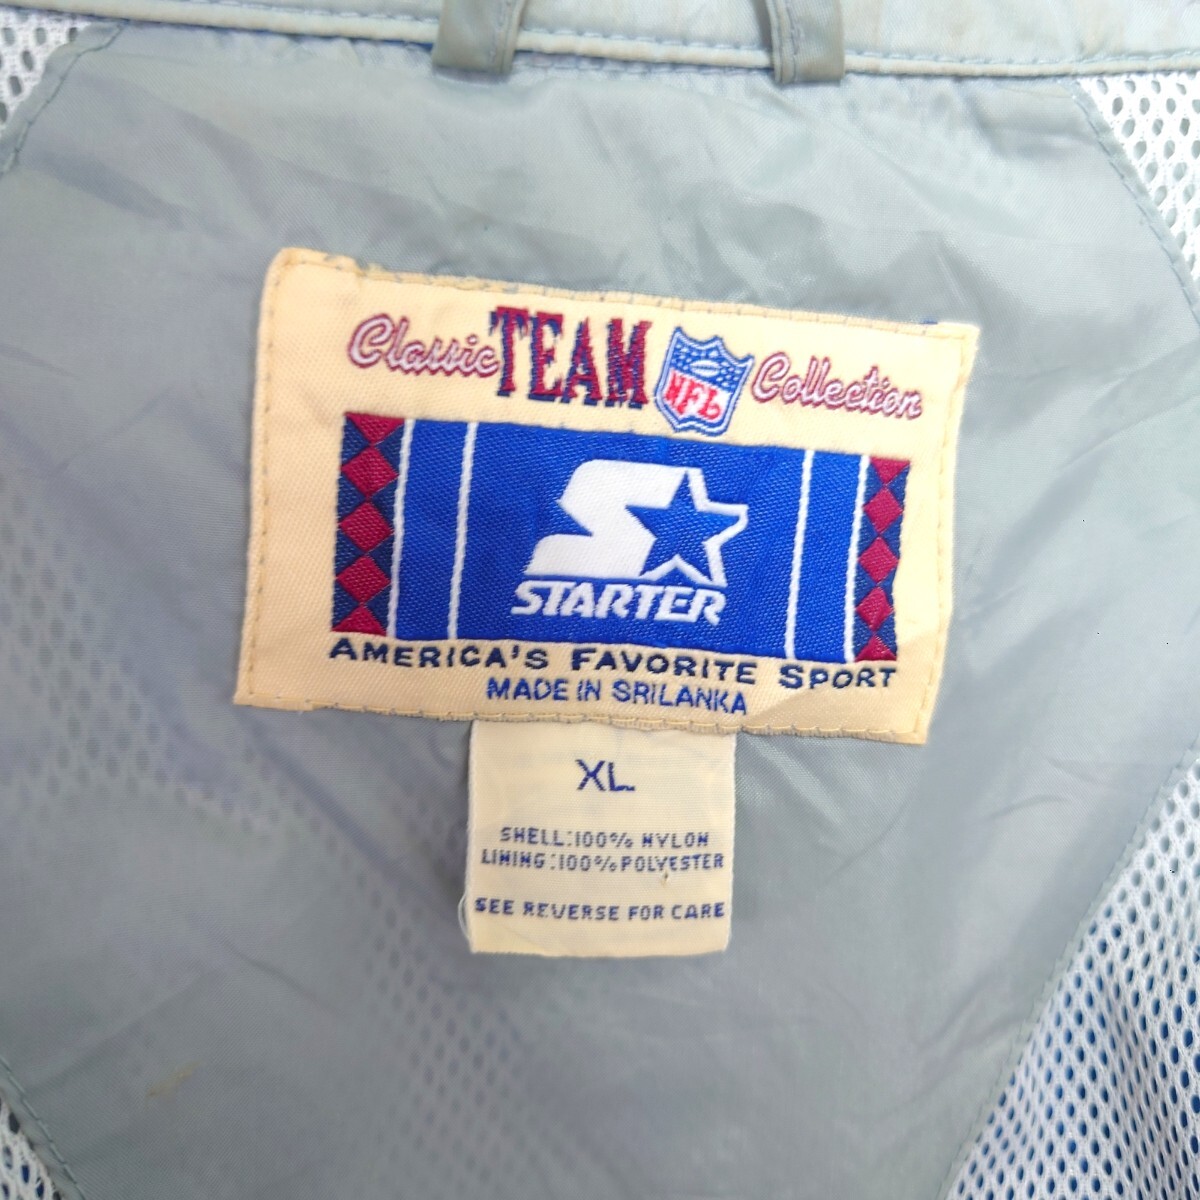 Classic TEAM NFL Collection
STARTER
AMERICA'S FAVORITE SPORT
MADE IN SRILANKA
XL
SHELL:100% NYLON
LINING:100%POLYESTER
SEE REVERSE FOR CARE